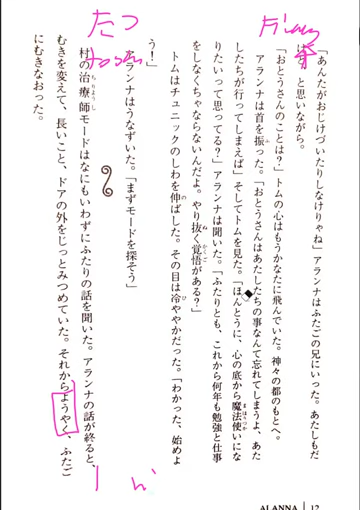 「あんたがおじけづいたりしなけりゃね」アランナはふたごの兄にいった。あたしもだ
けど、と思いながら。
「おとうさんのことは？」トムの心はもうかなたに飛んでいた。神々の都のもとへ。
アランナは首を振った。「おとうさんはあたしたちの事なんて忘れてしまうよ、あた
したちが行ってしまえば」そしてトムを見た。「ほんとうに、心の底から魔法使いにな
りたいって思ってる？」アランナは聞いた。「ふたりとも、これから何年も勉強と仕事
をしなくちゃならないんだよ。やり抜く覚悟がある？」
トムはチュニックのしわを伸ばした。その目は冷ややかだった。「わかった、始めよ
う！」
アランナはうなずいた。「まずモードを探そう」
村の治療師モードはなにもいわずにふたりの話を聞いた。アランナの話が終ると、
むきを変えて、長いこと、ドアの外をじっとみつめていた。それからようやく、ふたご
にむきなおった。
たつ
ALANNA | 12